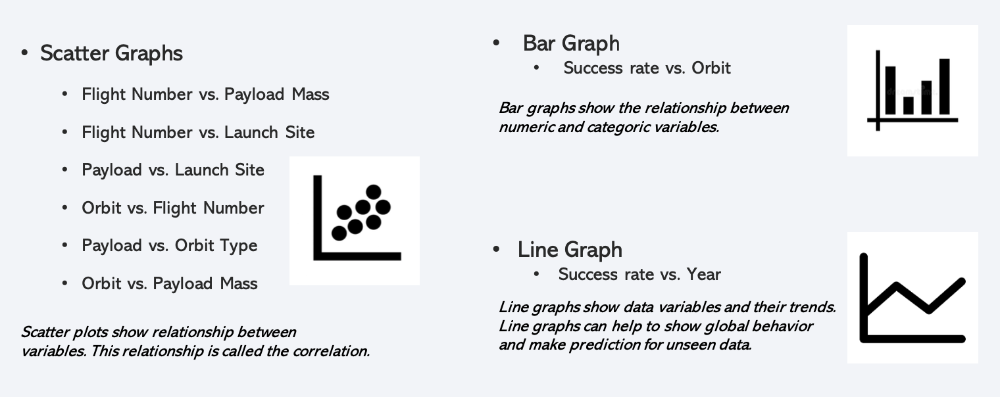 • Scatter Graphs
• Flight Number vs. Payload Mass
• Flight Number vs. Launch Site
• Payload vs. Launch Site
• Orbit vs. Flight Number
• Payload vs. Orbit Type
• Orbit vs. Payload Mass
Scatter plots show relationship between
variables. This relationship is called the correlation.
• Bar Graph
• Success rate vs. Orbit
Bar graphs show the relationship between
numeric and categoric variables.
• Line Graph
• Success rate vs. Year
Line graphs show data variables and their trends.
Line graphs can help to show global behavior
and make prediction for unseen data.